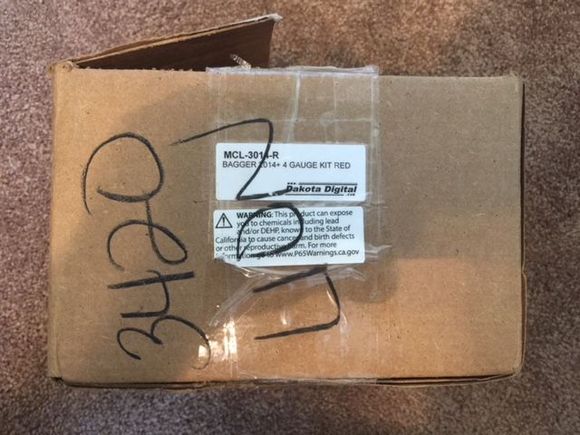 3420
MCL-3014-R
BAGGER 2014+ 4 GAUGE KIT RED
Dakota Digital
WARNING: This product can expose
you to chemicals including lead
and/or DEHP, known to the State of
California to cause cancer and birth defects
or other reproductive harm. For more
information go to www.P65Warnings.ca.gov